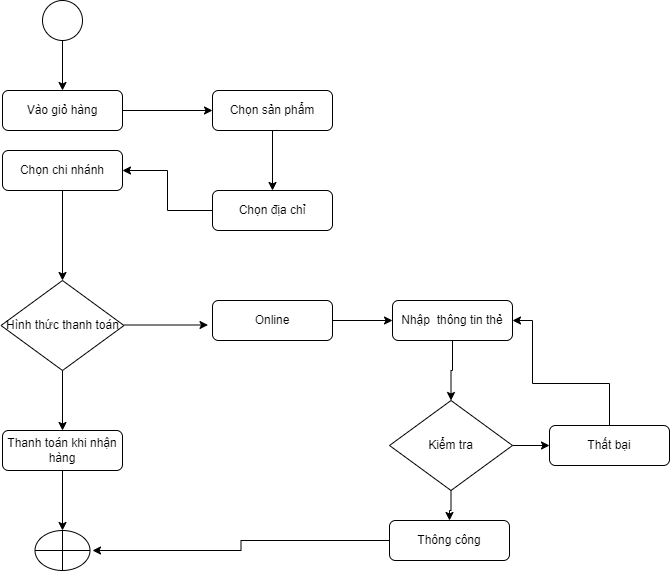 Vào giỏ hàng
Chọn sản phẩm
Chọn chi nhánh
Chọn địa chỉ
Hình thức thanh toán
Online
Nhập thông tin thẻ
Thanh toán khi nhận
hàng
Kiểm tra
Thất bại
Thông công